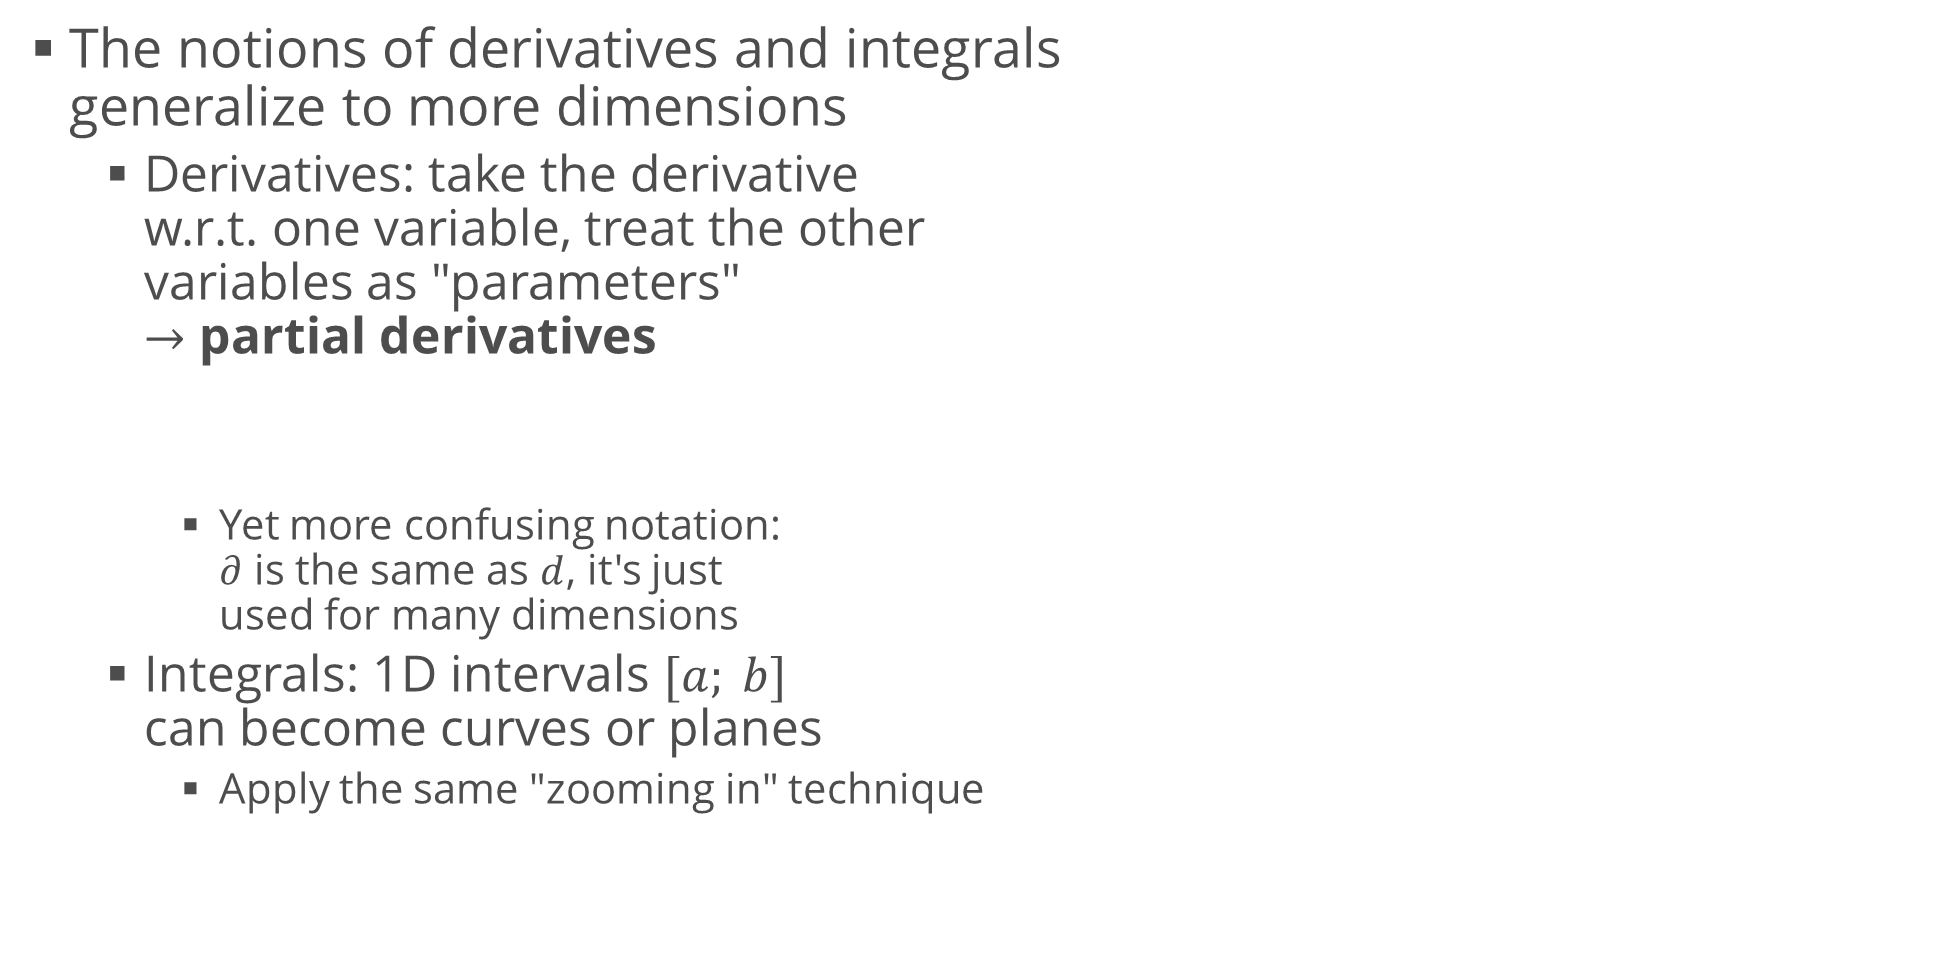 ▪ The notions of derivatives and integrals
generalize to more dimensions
▪ Derivatives: take the derivative
w.r.t. one variable, treat the other
variables as "parameters"
→ partial derivatives
▪ Yet more confusing notation:
∂ is the same as d, it's just
used for many dimensions
▪ Integrals: 1D intervals [a; b]
can become curves or planes
▪ Apply the same "zooming in" technique